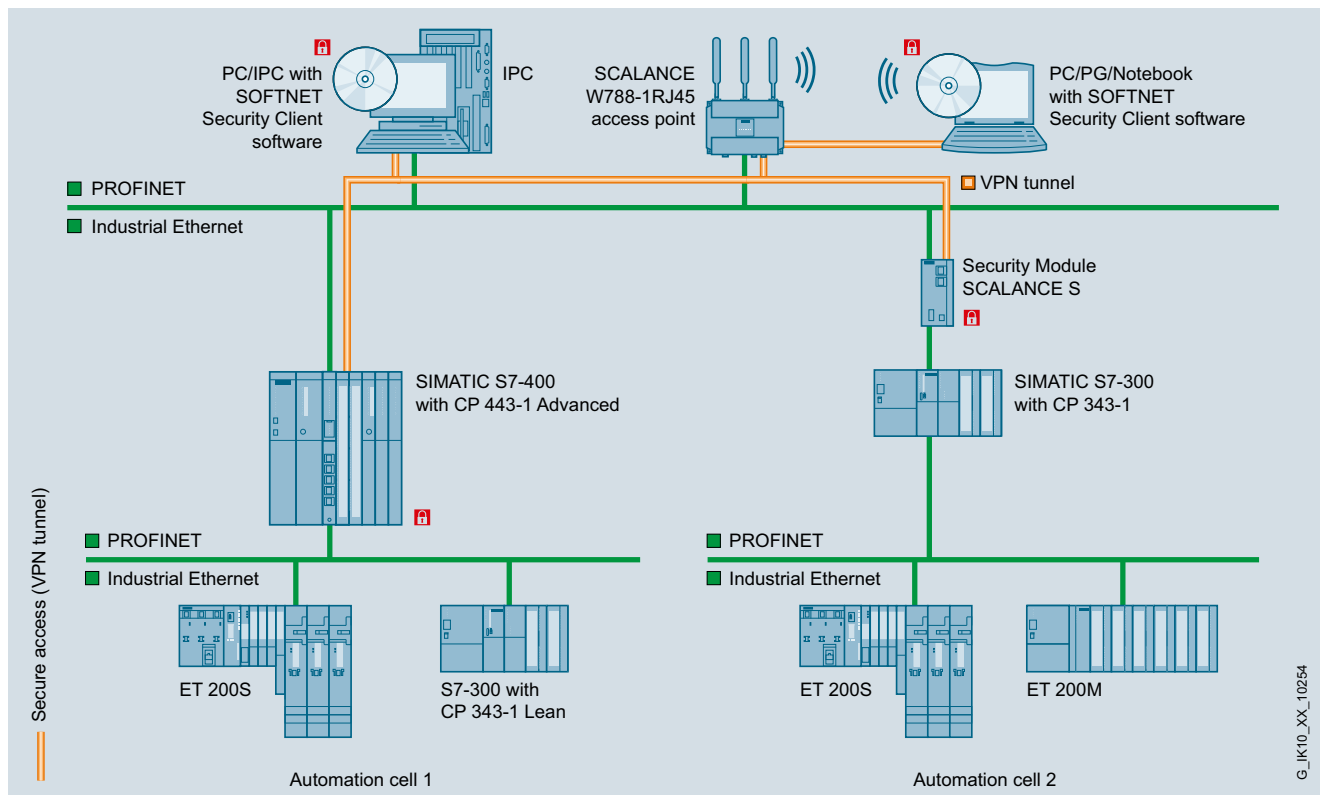 PC/IPC with
SOFTNET
Security Client
software
IPC
SCALANCE
W788-1RJ45
access point
PC/PG/Notebook
with SOFTNET
Security Client software
PROFINET
VPN tunnel
Industrial Ethernet
Security Module
SCALANCE S
SIMATIC S7-400
with CP 443-1 Advanced
SIMATIC S7-300
with CP 343-1
Secure access (VPN tunnel)
PROFINET
Industrial Ethernet
PROFINET
Industrial Ethernet
ET 200S
S7-300 with
CP 343-1 Lean
ET 200S
ET 200M
Automation cell 1
Automation cell 2
G_IK10_XX_10254